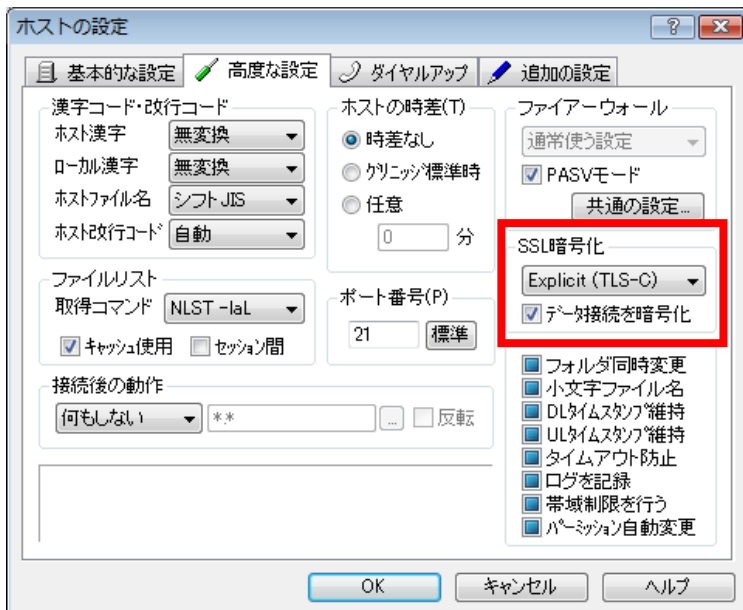 ホストの設定
基本的な設定
高度な設定
ダイヤルアップ
追加の設定
漢字コード・改行コード
ホスト漢字 無変換
ローカル漢字 無変換
ホストファイル名 シフトJIS
ホスト改行コード 自動
ファイルリスト
取得コマンド NLST -laL
キャッシュ使用 セッション間
接続後の動作
何もしない *.* ... 反転
ホストの時差(T)
時差なし
グリニッジ標準時
任意
0 分
ポート番号(P)
21 標準
ファイアーウォール
通常使う設定
PASVモード
共通の設定...
SSL暗号化
Explicit (TLS-C)
データ接続を暗号化
フォルダ同時変更
小文字ファイル名
DLタイムスタンプ維持
ULタイムスタンプ維持
タイムアウト防止
ログを記録
帯域制限を行う
パーミッション自動変更
OK キャンセル ヘルプ